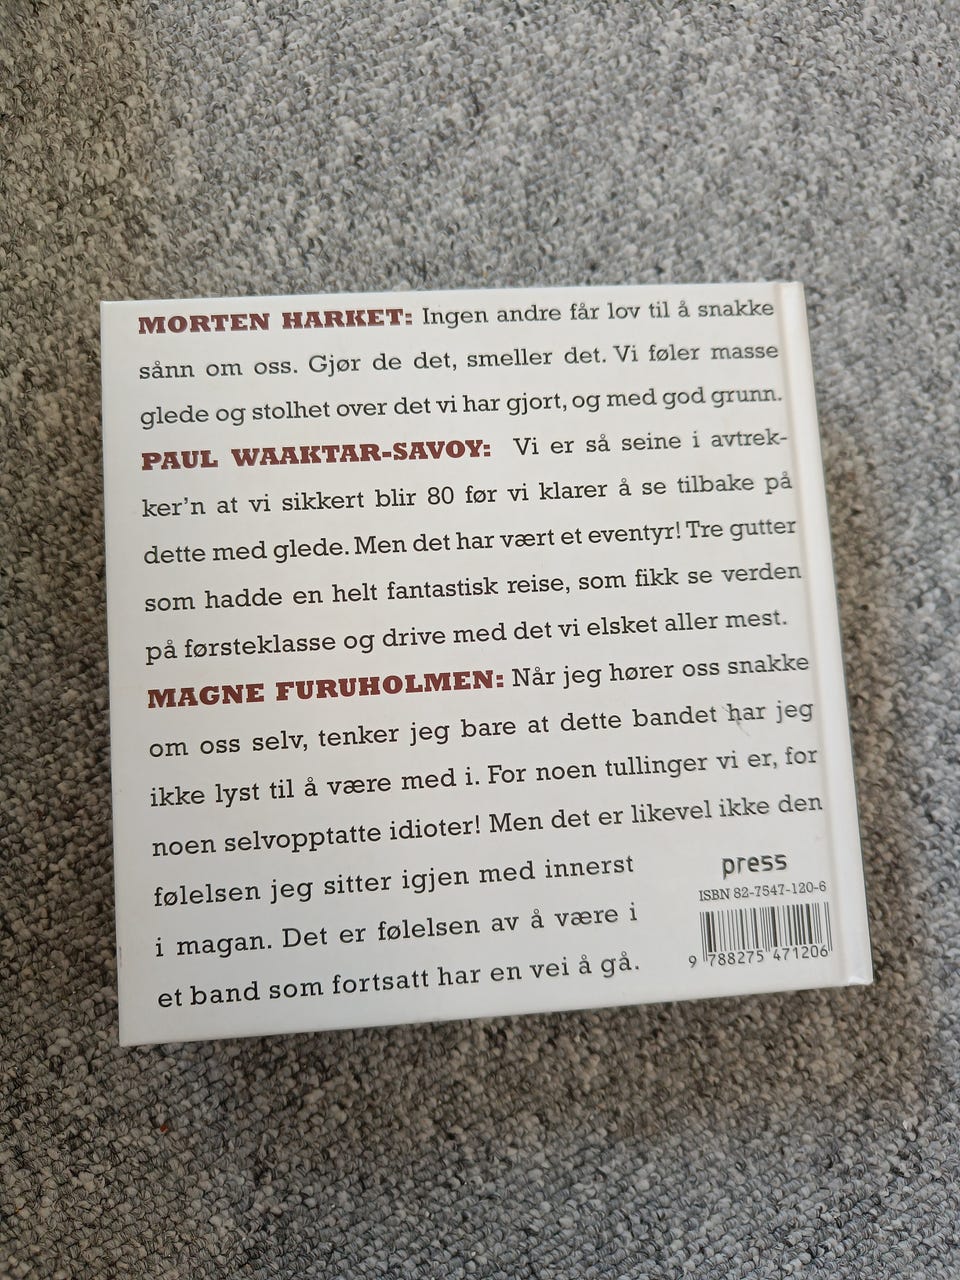 MORTEN HARKET: Ingen andre får lov til å snakke
sånn om oss. Gjør de det, smeller det. Vi føler masse
glede og stolhet over det vi har gjort, og med god grunn.
PAUL WAAKTAR-SAVOY: Vi er så seine i avtrek-
ker'n at vi sikkert blir 80 før vi klarer å se tilbake på
dette med glede. Men det har vært et eventyr! Tre gutter
som hadde en helt fantastisk reise, som fikk se verden
på førsteklasse og drive med det vi elsket aller mest.
MAGNE FURUHOLMEN: Når jeg hører oss snakke
om oss selv, tenker jeg bare at dette bandet har jeg
ikke lyst til å være med i. For noen tullinger vi er, for
noen selvopptatte idioter! Men det er likevel ikke den
følelsen jeg sitter igjen med innerst
i magan. Det er følelsen av å være i
et band som fortsatt har en vei å gå.
press
ISBN 82-7547-120-6
9 788275 471206